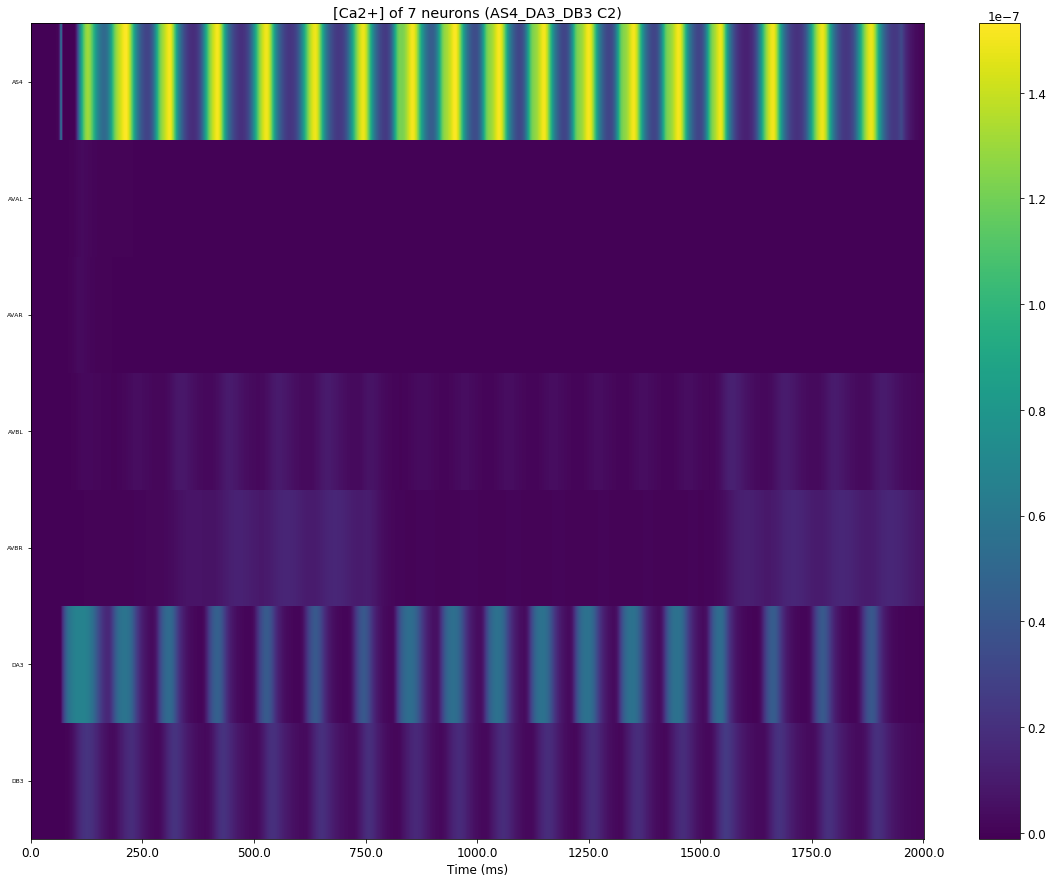 [Ca2+] of 7 neurons (AS4_DA3_DB3 C2)
1e−7
AS4
AVAL
AVAR
AVBL
AVBR
DA3
DB3
0.0 250.0 500.0 750.0 1000.0 1250.0 1500.0 1750.0 2000.0
Time (ms)
1.4
1.2
1.0
0.8
0.6
0.4
0.2
0.0